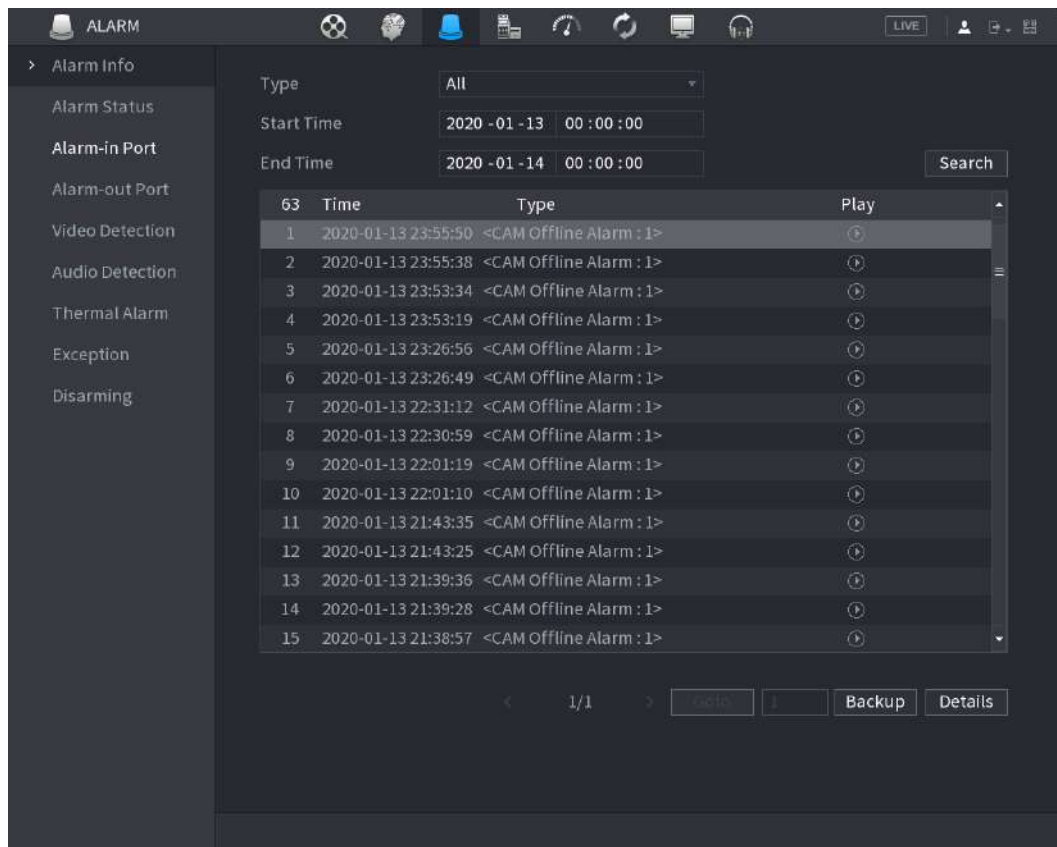 ALARM LIVE
Alarm Info
Alarm Status
Alarm-in Port
Alarm-out Port
Video Detection
Audio Detection
Thermal Alarm
Exception
Disarming
Type All
Start Time 2020 -01 -13 00 : 00 : 00
End Time 2020 -01 -14 00 : 00 : 00
Search
63 Time Type Play
1 2020-01-13 23:55:50 <CAM Offline Alarm : 1>
2 2020-01-13 23:55:38 <CAM Offline Alarm : 1>
3 2020-01-13 23:53:34 <CAM Offline Alarm : 1>
4 2020-01-13 23:53:19 <CAM Offline Alarm : 1>
5 2020-01-13 23:26:56 <CAM Offline Alarm : 1>
6 2020-01-13 23:26:49 <CAM Offline Alarm : 1>
7 2020-01-13 22:31:12 <CAM Offline Alarm : 1>
8 2020-01-13 22:30:59 <CAM Offline Alarm : 1>
9 2020-01-13 22:01:19 <CAM Offline Alarm : 1>
10 2020-01-13 22:01:10 <CAM Offline Alarm : 1>
11 2020-01-13 21:43:35 <CAM Offline Alarm : 1>
12 2020-01-13 21:43:25 <CAM Offline Alarm : 1>
13 2020-01-13 21:39:36 <CAM Offline Alarm : 1>
14 2020-01-13 21:39:28 <CAM Offline Alarm : 1>
15 2020-01-13 21:38:57 <CAM Offline Alarm : 1>
< 1/1 > Goto 1 Backup Details